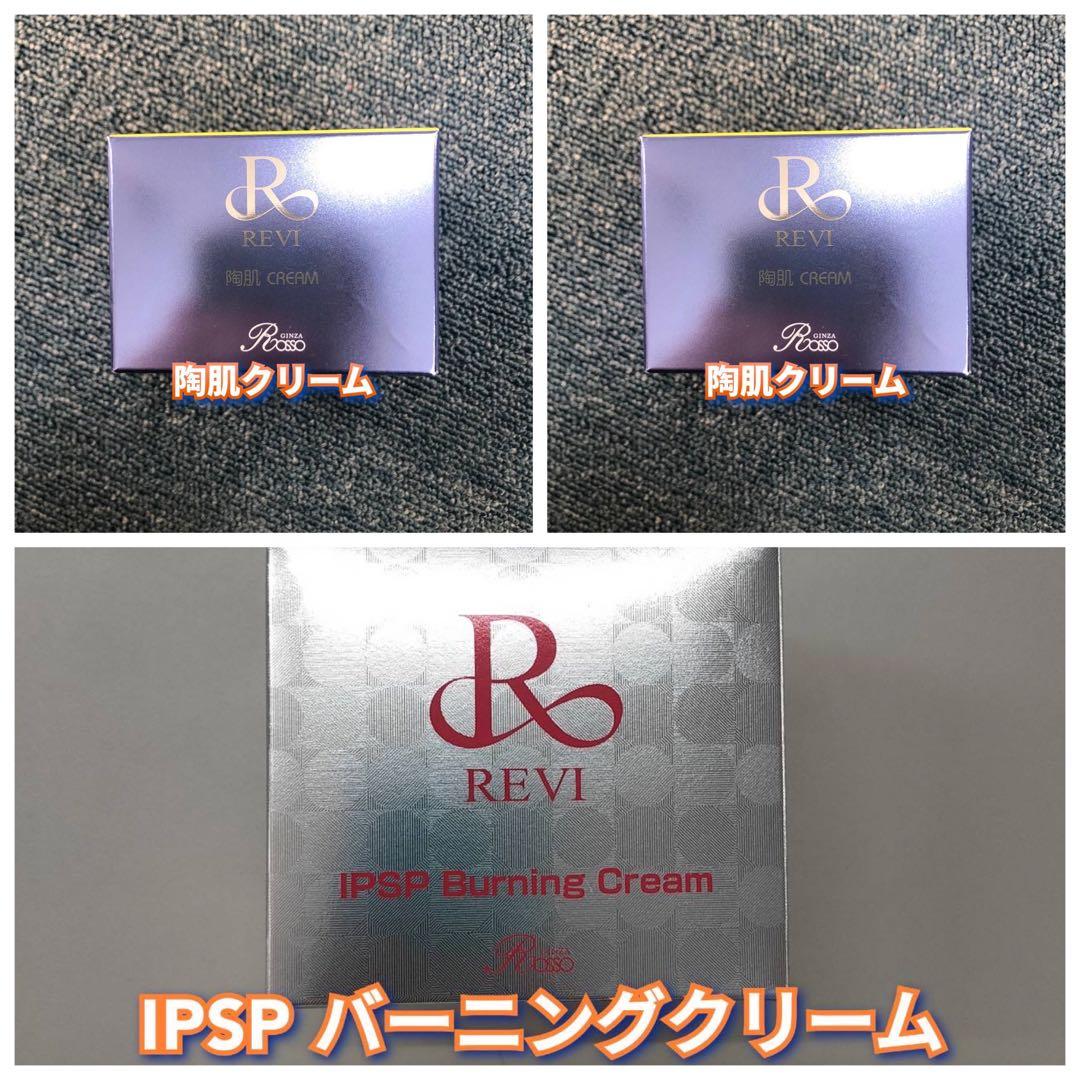 R
REVI
陶肌 CREAM
GINZA
Rosso
陶肌クリーム
R
REVI
陶肌 CREAM
GINZA
Rosso
陶肌クリーム
R
REVI
IPSP Burning Cream
GINZA
Rosso
IPSP バーニングクリーム